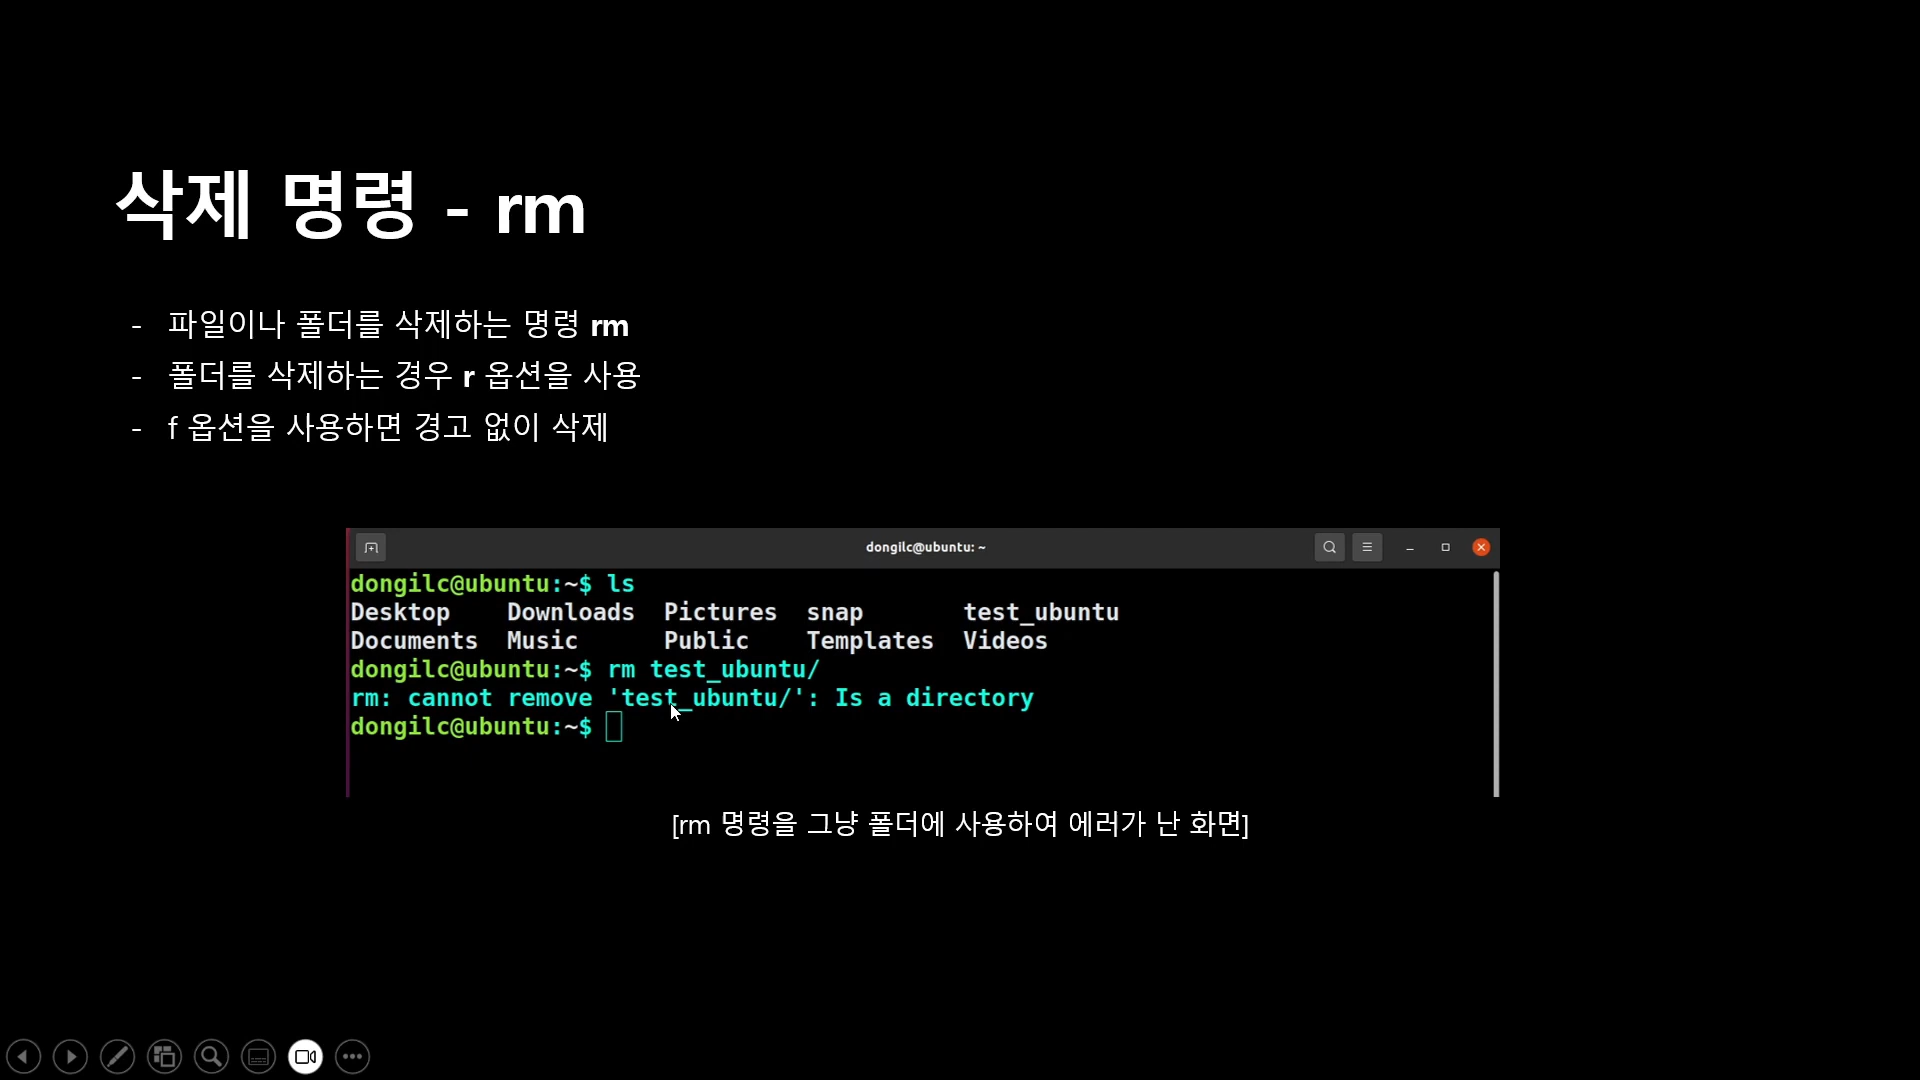 삭제 명령 - rm
- 파일이나 폴더를 삭제하는 명령 rm
- 폴더를 삭제하는 경우 r 옵션을 사용
- f 옵션을 사용하면 경고 없이 삭제
dongilc@ubuntu: ~
dongilc@ubuntu:~$ ls
Desktop Downloads Pictures snap test_ubuntu
Documents Music Public Templates Videos
dongilc@ubuntu:~$ rm test_ubuntu/
rm: cannot remove 'test_ubuntu/': Is a directory
dongilc@ubuntu:~$
[rm 명령을 그냥 폴더에 사용하여 에러가 난 화면]